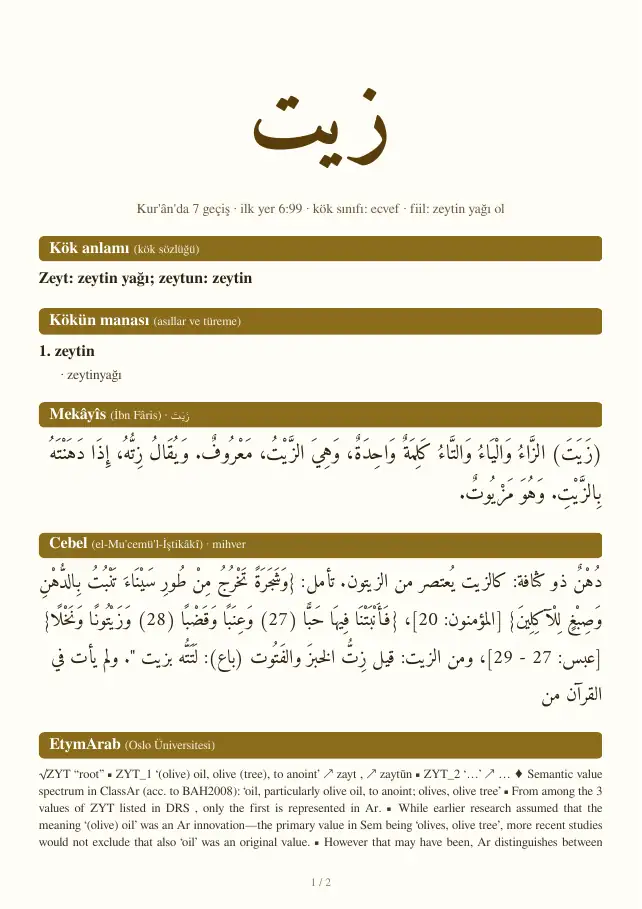 زيت
Kur'ân'da 7 geçiş · ilk yer 6:99 · kök sınıfı: ecvef · fiil: zeytin yağı ol
Kök anlamı (kök sözlüğü)
Zeyt: zeytin yağı; zeytun: zeytin
Kökün manası (asıllar ve türeme)
1. zeytin
· zeytinyağı
Mekâyîs (İbn Fâris) · زَيَتَ
(زَيَتَ) الزَّاءُ وَالْيَاءُ وَالتَّاءُ كَلِمَةٌ وَاحِدَةٌ، وَهِيَ الزَّيْتُ، مَعْرُوفٌ. وَيُقَالُ زِتُّهُ، إِذَا دَهَنْتَهُ
بِالزَّيْتِ. وَهُوَ مَزْيُوتٌ.
Cebel (el-Mu'cemü'l-İştikâkî) · mihver
دُهْنٌ ذو كثافة: كالزيت يُعتصر من الزيتون. تأمل: {وَشَجَرَةً تَخْرُجُ مِنْ طُورِ سَيْنَاءَ تَنْبُتُ بِالدُّهْنِ
وَصِبْغٍ لِلْآكِلِينَ} [المؤمنون: 20]، {فَأَنْبَتْنَا فِيهَا حَبًّا (27) وَعِنَبًا وَقَضْبًا (28) وَزَيْتُونًا وَنَخْلًا}
[عبس: 27 - 29]، ومن الزيت: قيل زِتُّ الخبزَ والفَتُوت (باع): لَتَتُّه بزيت ". ولم يأت في
القرآن من
EtymArab (Oslo Üniversitesi)
√ZYT “root” ▪ ZYT_1 ‘(olive) oil, olive (tree), to anoint’ ↗ zayt , ↗ zaytūn ▪ ZYT_2 ‘…’ ↗ … ♦ Semantic value
spectrum in ClassAr (acc. to BAH2008): ‘oil, particularly olive oil, to anoint; olives, olive tree’ ▪ From among the 3
values of ZYT listed in DRS , only the first is represented in Ar. ▪ While earlier research assumed that the
meaning ‘(olive) oil’ was an Ar innovation—the primary value in Sem being ‘olives, olive tree’, more recent studies
would not exclude that also ‘oil’ was an original value. ▪ However that may have been, Ar distinguishes between
1 / 2